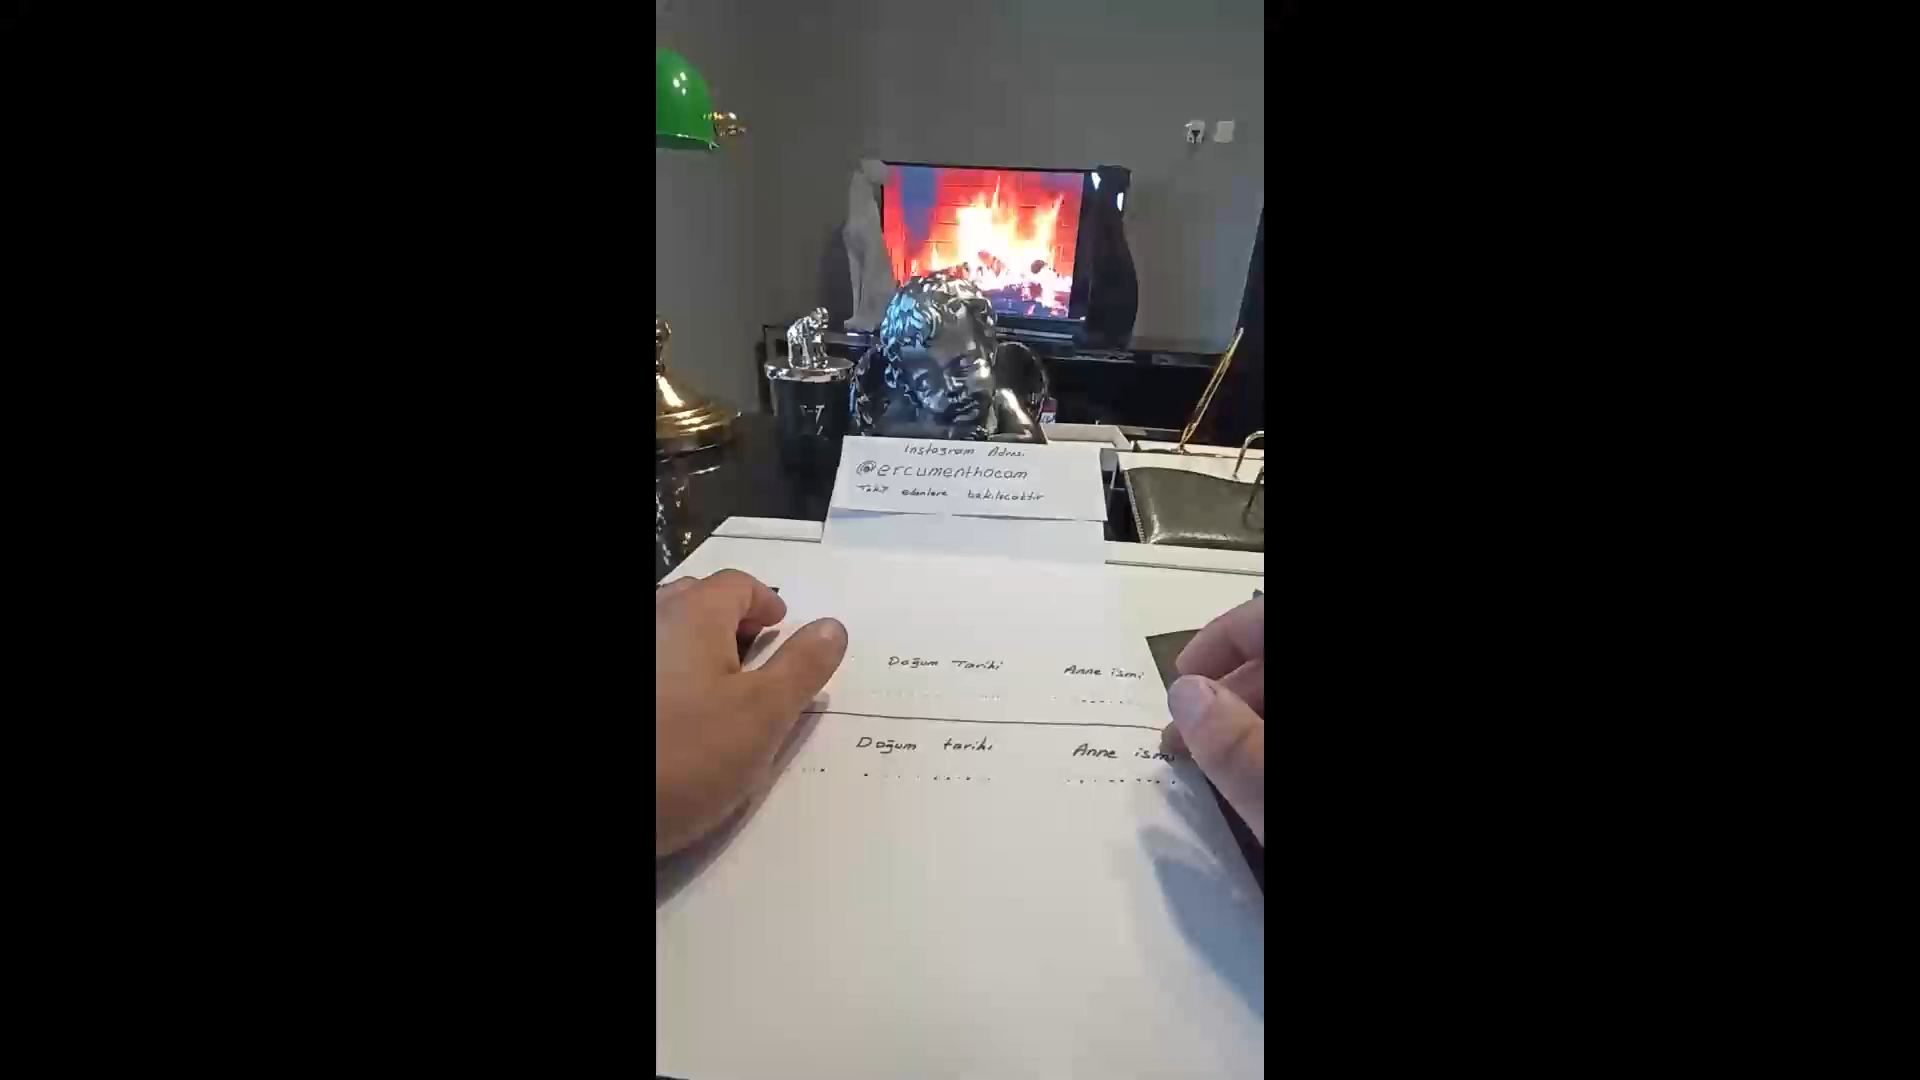 Instagram Adresi
@ercumenthocam
Takip edenlere bakılacaktır
Doğum Tarihi Anne ismi
Doğum tarihi Anne ismi